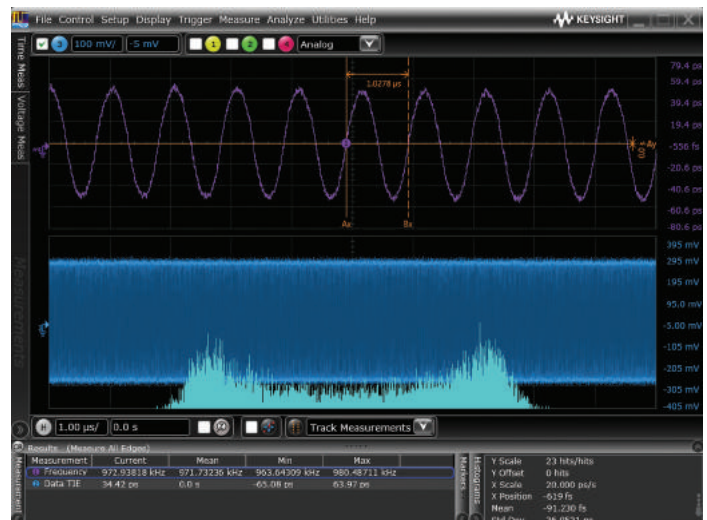 File Control Setup Display Trigger Measure Analyze Utilities Help
KEYSIGHT
3 100 mV/ -5 mV 1 2 4 Analog
Time Meas
Voltage Meas
Measurements
1.0278 µs
79.4 ps
59.4 ps
39.4 ps
19.4 ps
-556 fs
-20.6 ps
-40.6 ps
-60.6 ps
-80.6 ps
0.0 s
Ay
Ax
Bx
395 mV
295 mV
195 mV
95.0 mV
-5.00 mV
-105 mV
-205 mV
-305 mV
-405 mV
H 1.00 µs/ 0.0 s Track Measurements
Results (Measure All Edges)
Measurement Current Mean Min Max
Frequency 972.93818 kHz 971.73236 kHz 963.64309 kHz 980.48711 kHz
Data TIE 34.42 ps 0.0 s -65.08 ps 63.97 ps
Measurement
Markers
Histograms
Y Scale 23 hits/hits
Y Offset 0 hits
X Scale 20.000 ps/s
X Position -619 fs
Mean -91.230 fs